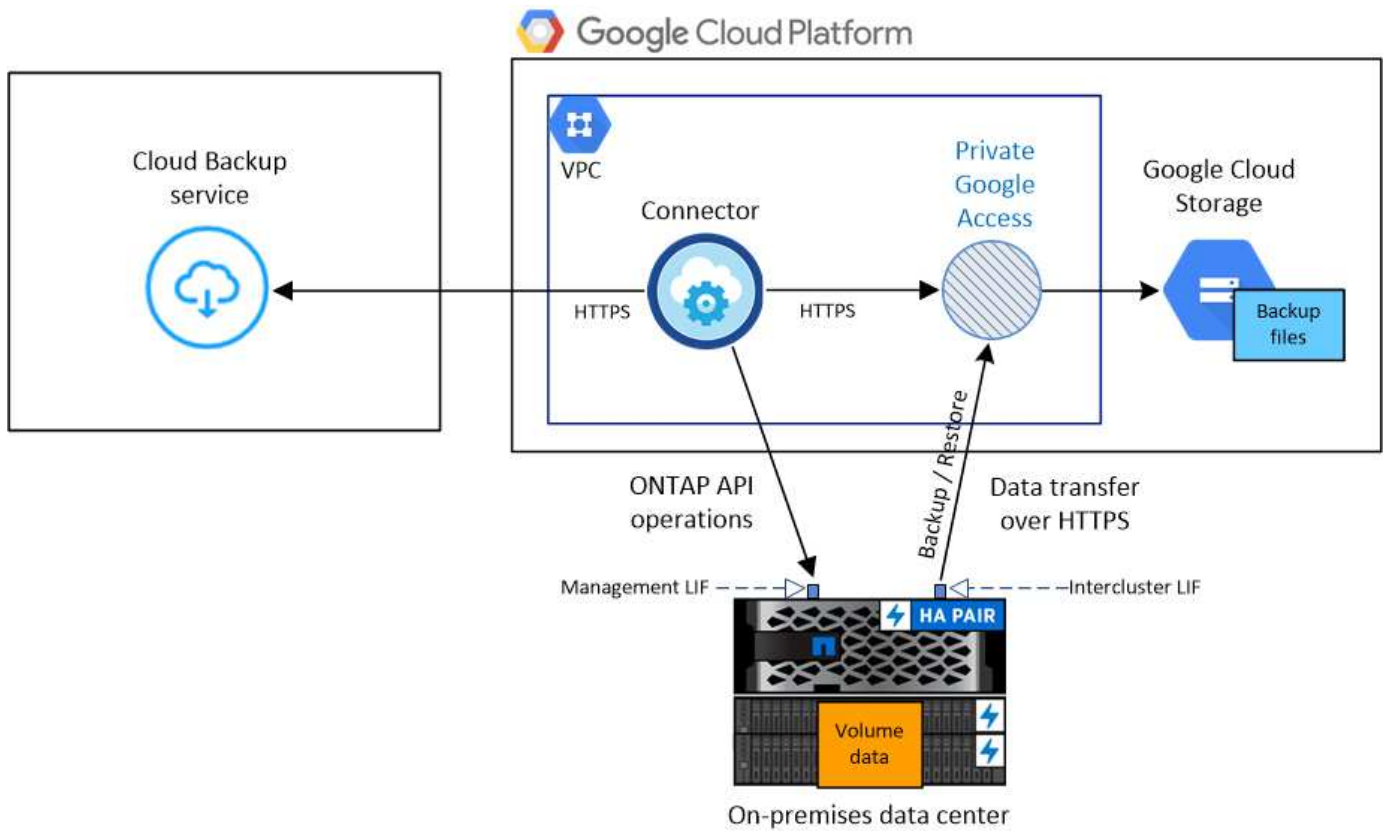 Google Cloud Platform
Cloud Backup
service
VPC
Connector
Private
Google
Access
Google Cloud
Storage
HTTPS
HTTPS
Backup
files
ONTAP API
operations
Backup / Restore
Data transfer
over HTTPS
Management LIF
Intercluster LIF
HA PAIR
Volume
data
On-premises data center